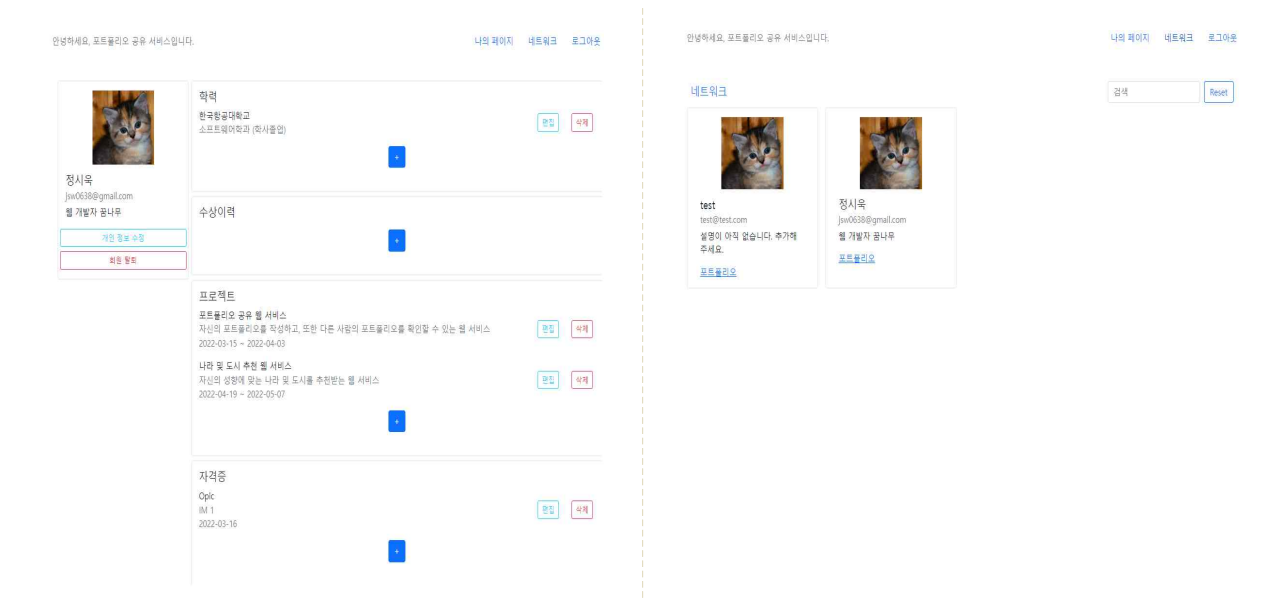 안녕하세요, 포트폴리오 공유 서비스입니다.
나의 페이지 네트워크 로그아웃
정시욱
jsw0638@gmail.com
웹 개발자 꿈나무
개인 정보 수정
회원 탈퇴
학력
한국항공대학교
소프트웨어학과 (학사졸업)
편집 삭제
+
수상이력
+
프로젝트
포트폴리오 공유 웹 서비스
자신의 포트폴리오를 작성하고, 또한 다른 사람의 포트폴리오를 확인할 수 있는 웹 서비스
2022-03-15 ~ 2022-04-03
편집 삭제
나라 및 도시 추천 웹 서비스
자신의 성향에 맞는 나라 및 도시를 추천받는 웹 서비스
2022-04-19 ~ 2022-05-07
편집 삭제
+
자격증
Opic
IM 1
2022-03-16
편집 삭제
+
안녕하세요, 포트폴리오 공유 서비스입니다.
나의 페이지 네트워크 로그아웃
네트워크
검색 Reset
test
test@test.com
설명이 아직 없습니다. 추가해
주세요.
포트폴리오
정시욱
jsw0638@gmail.com
웹 개발자 꿈나무
포트폴리오